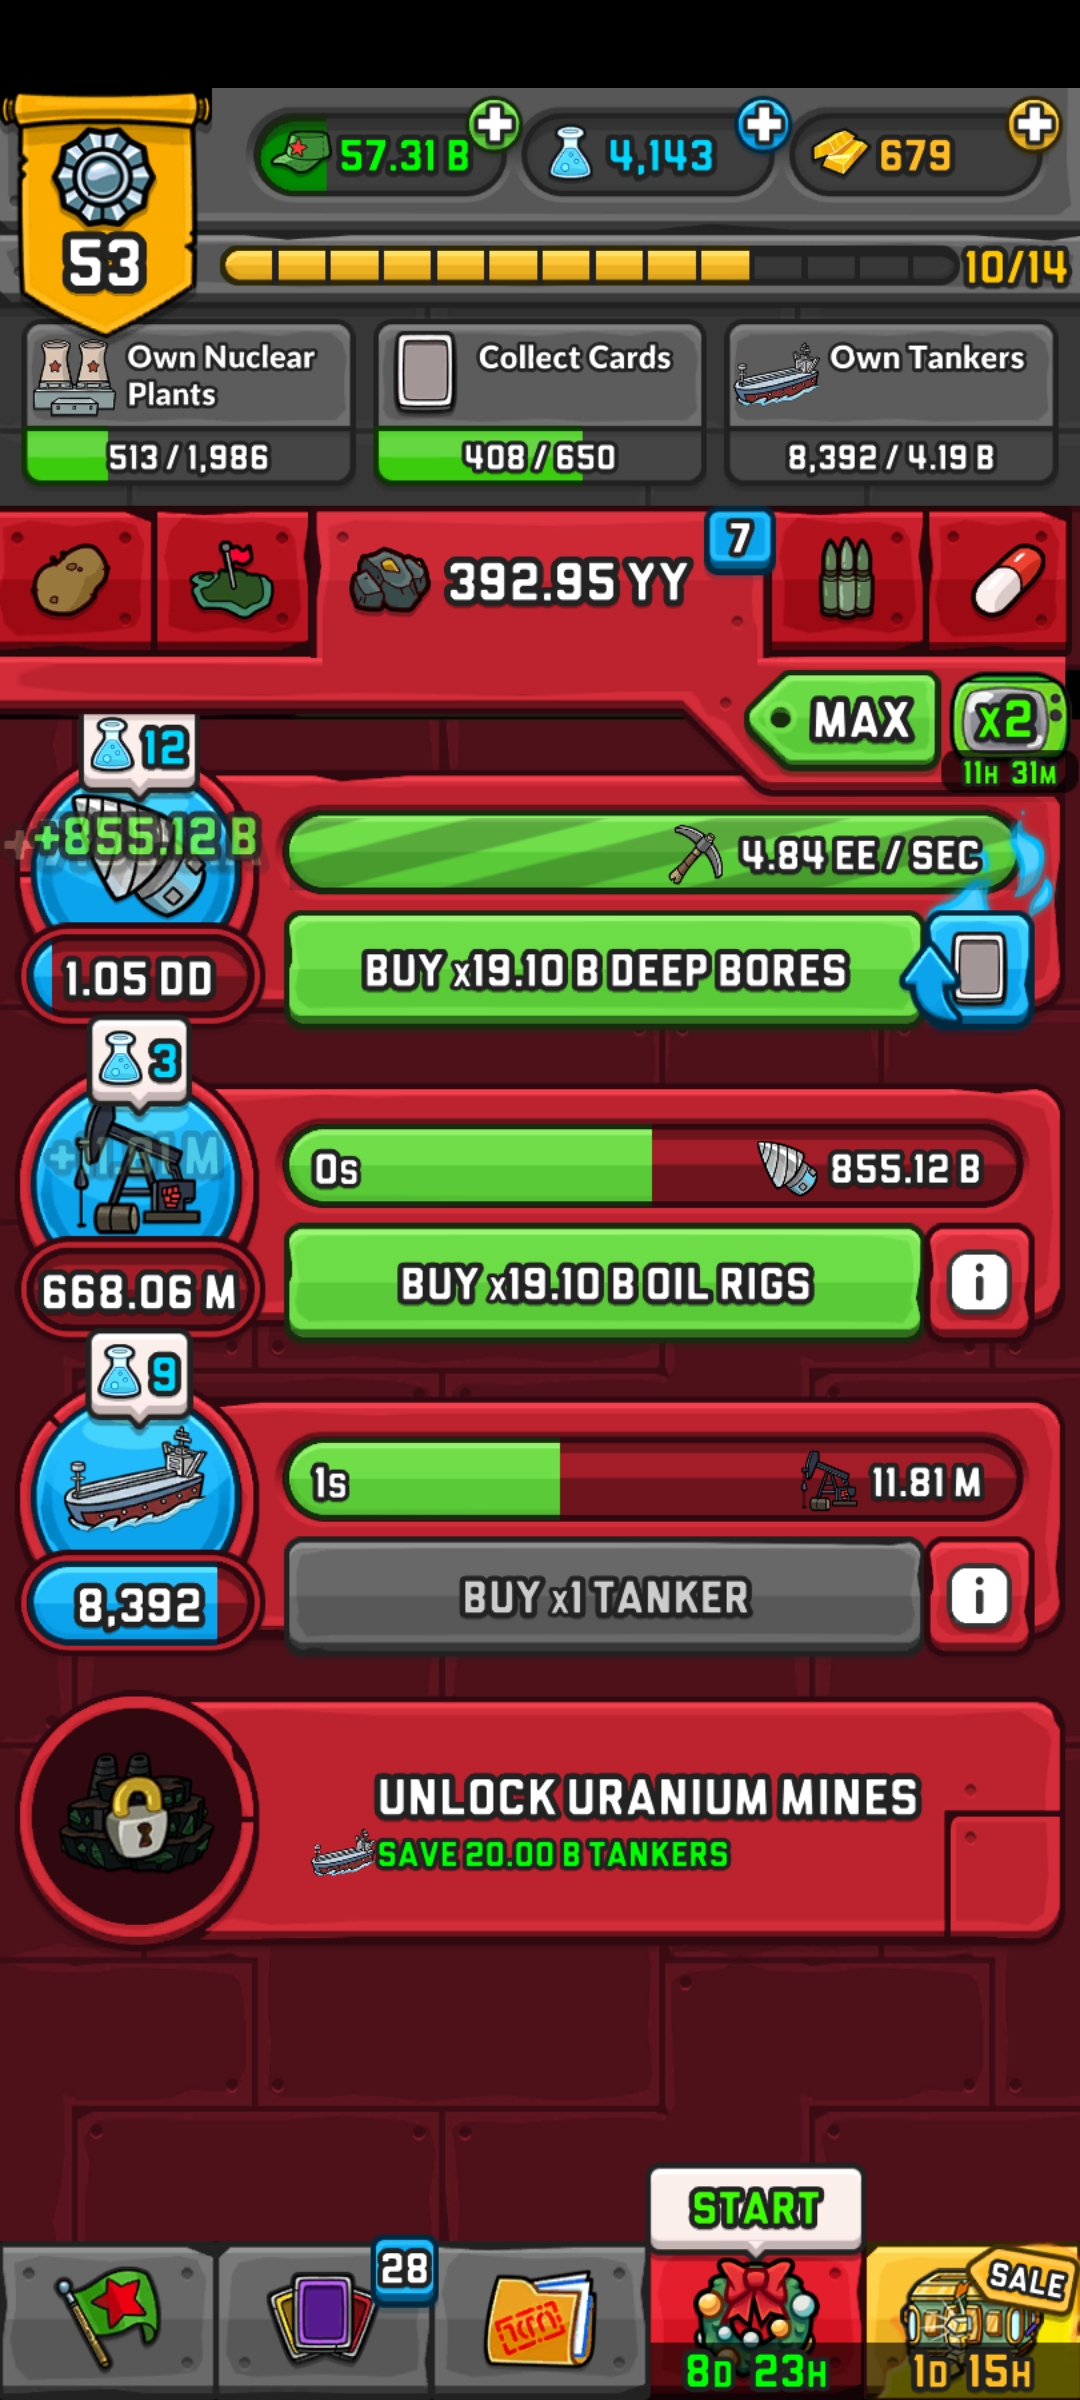 57.31 B
4,143
679
53
10/14
Own Nuclear
Plants
513 / 1,986
Collect Cards
408 / 650
Own Tankers
8,392 / 4.19 B
392.95 YY
7
MAX
x2
11H 31M
12
+855.12 B
4.84 EE / SEC
1.05 DD
BUY x19.10 B DEEP BORES
3
+11.81 M
0s
855.12 B
668.06 M
BUY x19.10 B OIL RIGS
i
9
1s
11.81 M
8,392
BUY x1 TANKER
i
UNLOCK URANIUM MINES
SAVE 20.00 B TANKERS
START
28
SALE
8D 23H
1D 15H